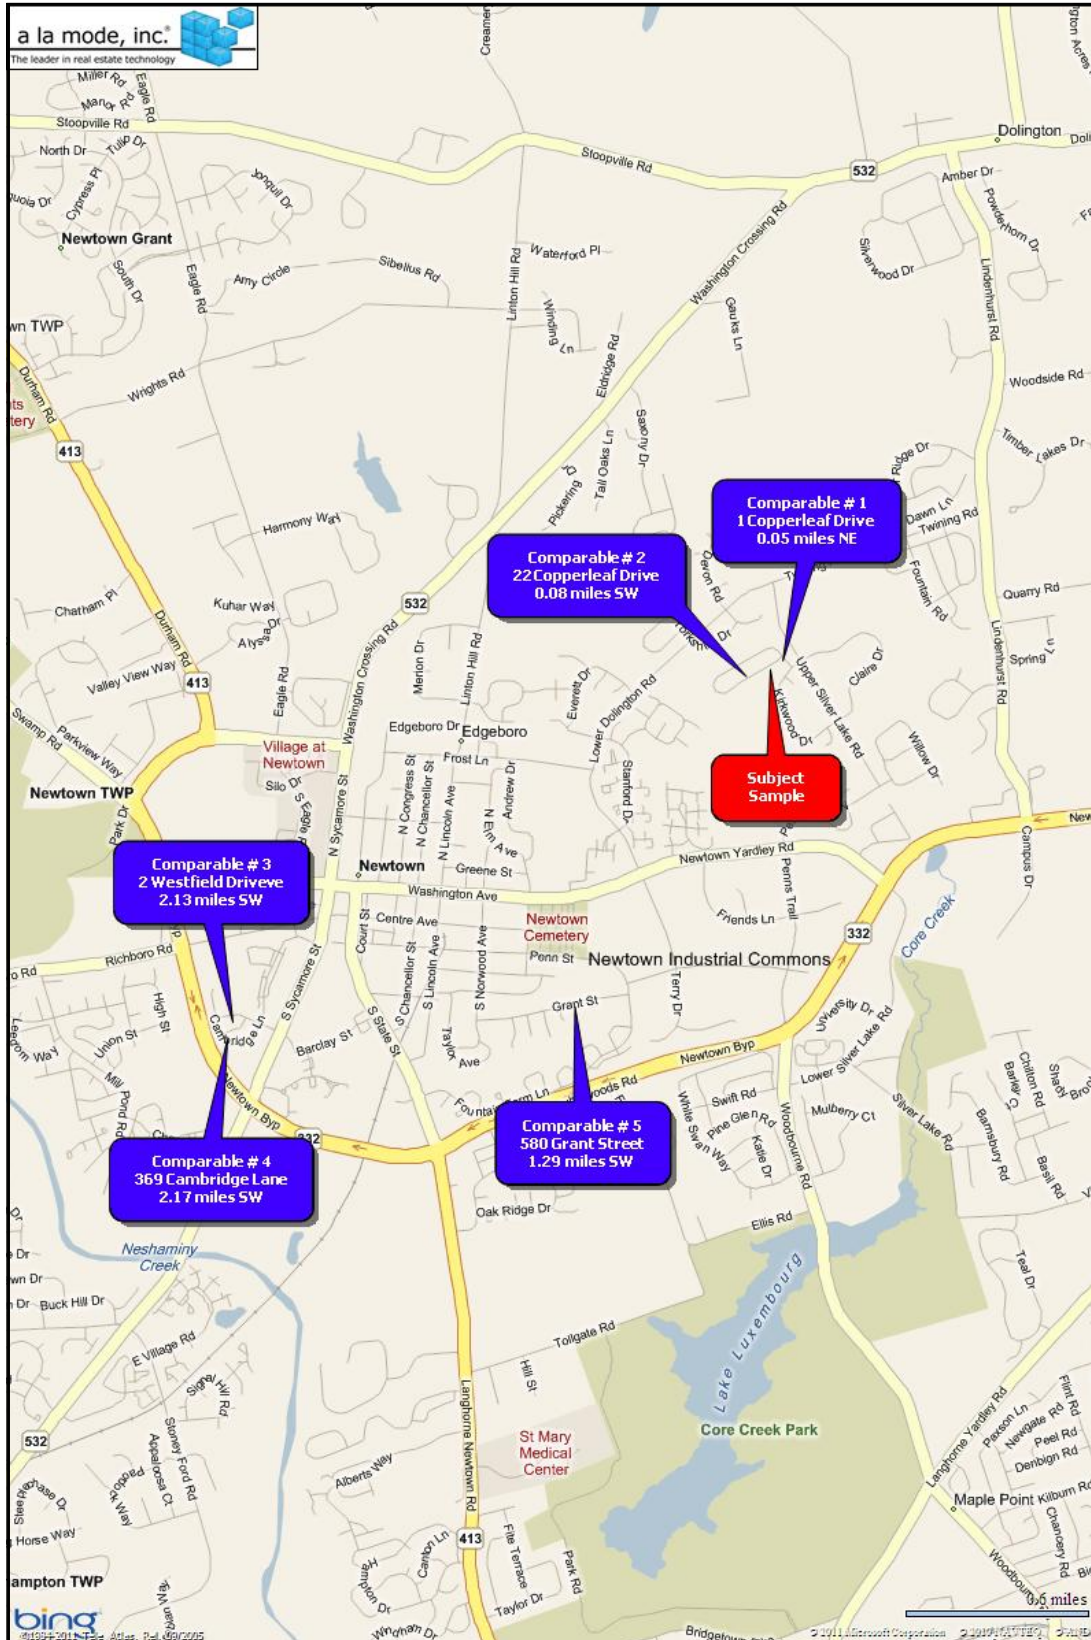 a la mode, inc.
The leader in real estate technology
Miller Rd
Manor Rd
Eagle Rd
Stoopville Rd
North Dr
Tulip Dr
Cypress Pl
Jonquil Dr
Stoopville Rd
532
Dolington
Amber Dr
Powderhorn Dr
Newtown Grant
South Dr
Eagle Rd
Amy Circle
Sibelius Rd
Linton Hill Rd
Waterford Pl
Washington Crossing Rd
Silverwood Dr
Lindenhurst Rd
wn TWP
Winding Ln
Gauks Ln
Eldridge Rd
Durham Rd
Wrights Rd
Woodside Rd
413
Saxony Dr
Tall Oaks Ln
Pickering
Timber Lakes Dr
Ridge Dr
Dawn Ln
Twining Rd
Harmony Way
Comparable # 1
1 Copperleaf Drive
0.05 miles NE
Comparable # 2
22 Copperleaf Drive
0.08 miles SW
Devon Rd
Fountain Rd
Quarry Rd
Chatham Pl
Kuhar Way
Alyssa Dr
532
Durham Rd
Valley View Way
413
Eagle Rd
Washington Crossing Rd
Merion Dr
Linton Hill Rd
Everett Dr
Lower Dolington Rd
Kirkwood Dr
Upper Silver Lake Rd
Claire Dr
Lindenhurst Rd
Spring
Swamp Rd
Parkview Way
Edgeboro Dr
Edgeboro
Village at
Newtown
Frost Ln
Willow Dr
Subject
Sample
Newtown TWP
Park Dr
Silo Dr
N Sycamore St
N Congress St
N Chancellor St
N Lincoln Ave
N Elm Ave
Andrew Dr
Stanford Dr
Campus Dr
Comparable # 3
2 Westfield Driveve
2.13 miles SW
Newtown
Greene St
Newtown Yardley Rd
Washington Ave
Penns Trail
Friends Ln
Core Creek
Court St
Centre Ave
Newtown
Cemetery
332
Richboro Rd
Penn St
Newtown Industrial Commons
S Sycamore St
S Chancellor St
S Lincoln Ave
S Norwood Ave
High St
Union St
Cambridge Ln
Barclay St
S State St
Taylor
Ave
Grant St
Terry Dr
University Dr
Lower Silver Lake Rd
Newtown Byp
Mill Pond Rd
Newtown Byp
Swift Rd
Pine Glen Rd
White Swan Way
Katie Dr
Mulberry Ct
Silver Lake Rd
Woodbourne Rd
Chilton Rd
Barnsbury Rd
Basil Rd
Comparable # 4
369 Cambridge Lane
2.17 miles SW
Comparable # 5
580 Grant Street
1.29 miles SW
Oak Ridge Dr
Ellis Rd
Neshaminy
Creek
Buck Hill Dr
E Village Rd
Signal Hill Rd
Teal Dr
Lake Luxembourg
Tollgate Rd
Hill St
Langhorne Newtown Rd
532
Stoney Ford Rd
Appaloosa Ct
St Mary
Medical
Center
Core Creek Park
Langhorne Yardley Rd
Paxson Ln
Flint Rd
Newgate Rd
Peel Rd
Denbign Rd
Alberts Way
Maple Point
Kilburn Rd
Chancery Rd
Horse Way
413
Canton Ln
Hampton Dr
Fite Terrace
Park Rd
Taylor Dr
ampton TWP
bing
0.6 miles
© 2011 Microsoft Corporation